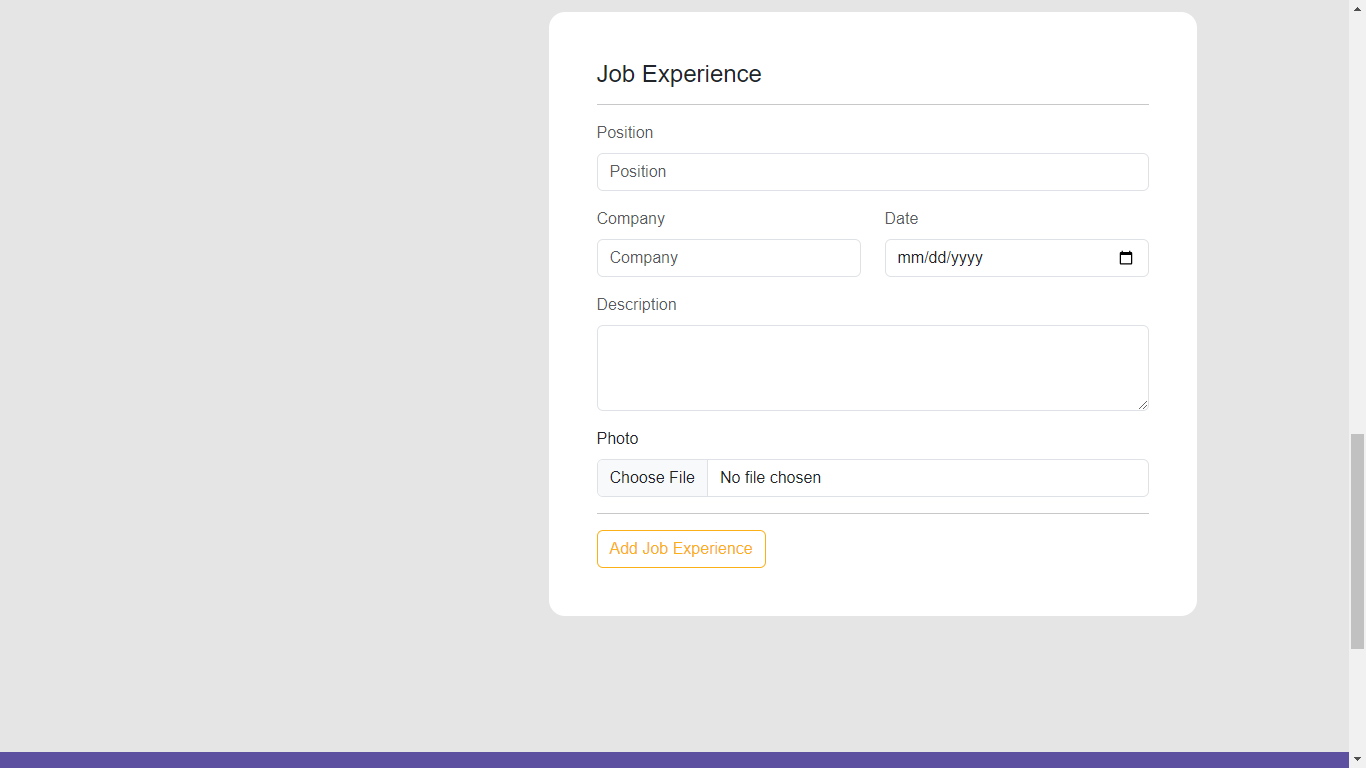 Job Experience
Position
Position
Company Date
Company mm/dd/yyyy
Description
Photo
Choose File No file chosen
Add Job Experience